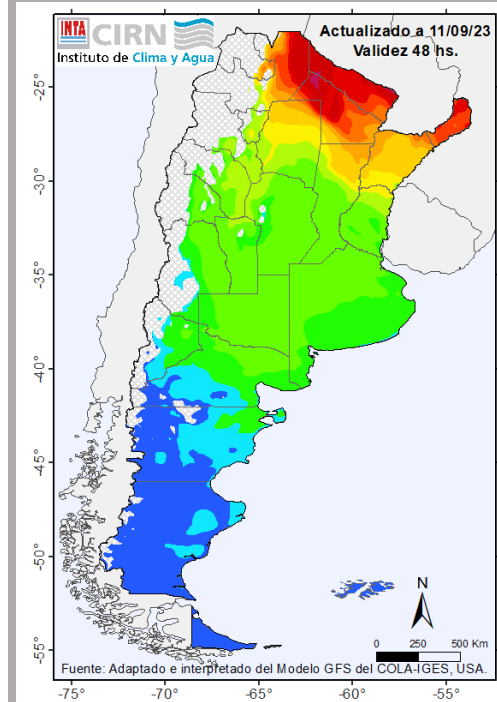 INTA CIRN
Instituto de Clima y Agua
Actualizado a 11/09/23
Validez 48 hs.
-25°
-30°
-35°
-40°
-45°
-50°
-55°
N
0 250 500 Km
Fuente: Adaptado e interpretado del Modelo GFS del COLA-IGES, USA.
-75° -70° -65° -60° -55°